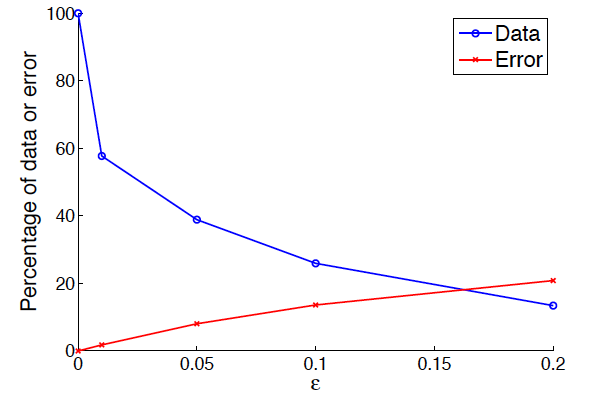 100
80
60
40
20
0
Percentage of data or error
Data
Error
0 0.05 0.1 0.15 0.2
ε